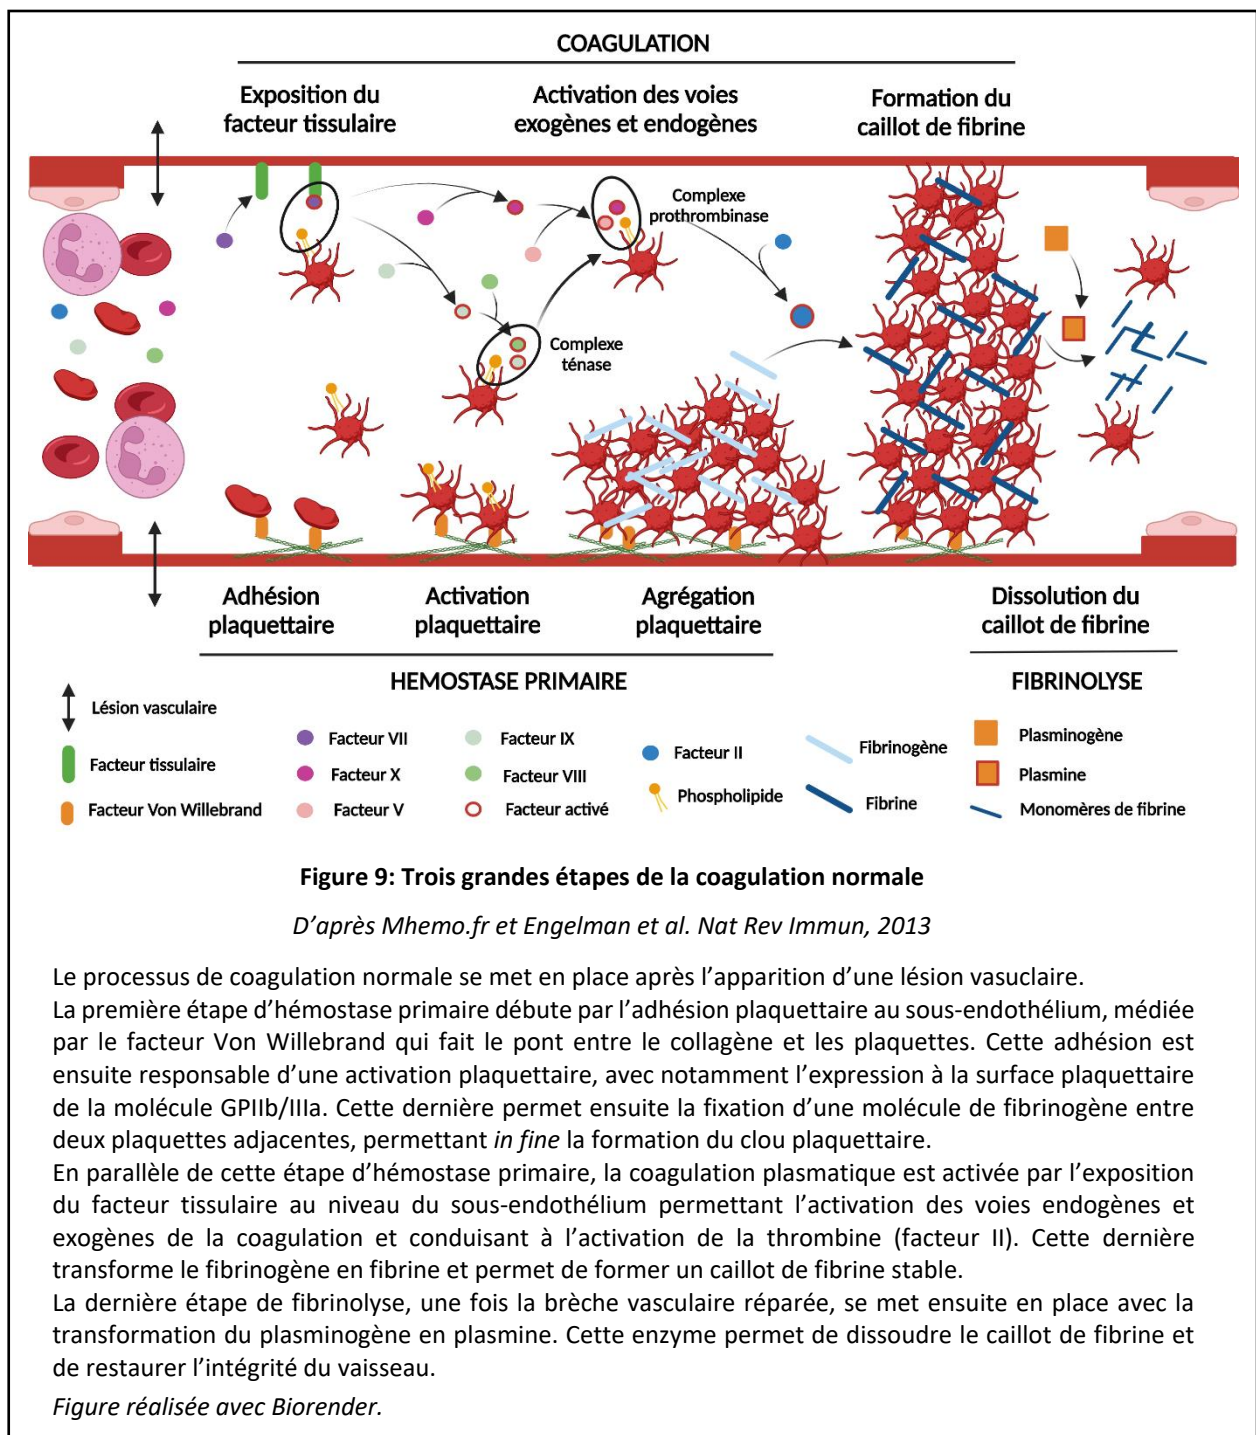 COAGULATION
Exposition du
facteur tissulaire
Activation des voies
exogènes et endogènes
Formation du
caillot de fibrine
Complexe
prothrombinase
Complexe
ténase
Adhésion
plaquettaire
Activation
plaquettaire
Agrégation
plaquettaire
Dissolution du
caillot de fibrine
HEMOSTASE PRIMAIRE
FIBRINOLYSE
Lésion vasculaire
Facteur tissulaire
Facteur Von Willebrand
Facteur VII
Facteur X
Facteur V
Facteur IX
Facteur VIII
Facteur activé
Facteur II
Phospholipide
Fibrinogène
Fibrine
Plasminogène
Plasmine
Monomères de fibrine
Figure 9: Trois grandes étapes de la coagulation normale
D’après Mhemo.fr et Engelman et al. Nat Rev Immun, 2013
Le processus de coagulation normale se met en place après l’apparition d’une lésion vasuclaire.
La première étape d’hémostase primaire débute par l’adhésion plaquettaire au sous-endothélium, médiée
par le facteur Von Willebrand qui fait le pont entre le collagène et les plaquettes. Cette adhésion est
ensuite responsable d’une activation plaquettaire, avec notamment l’expression à la surface plaquettaire
de la molécule GPIIb/IIIa. Cette dernière permet ensuite la fixation d’une molécule de fibrinogène entre
deux plaquettes adjacentes, permettant in fine la formation du clou plaquettaire.
En parallèle de cette étape d’hémostase primaire, la coagulation plasmatique est activée par l’exposition
du facteur tissulaire au niveau du sous-endothélium permettant l’activation des voies endogènes et
exogènes de la coagulation et conduisant à l’activation de la thrombine (facteur II). Cette dernière
transforme le fibrinogène en fibrine et permet de former un caillot de fibrine stable.
La dernière étape de fibrinolyse, une fois la brèche vasculaire réparée, se met ensuite en place avec la
transformation du plasminogène en plasmine. Cette enzyme permet de dissoudre le caillot de fibrine et
de restaurer l’intégrité du vaisseau.
Figure réalisée avec Biorender.